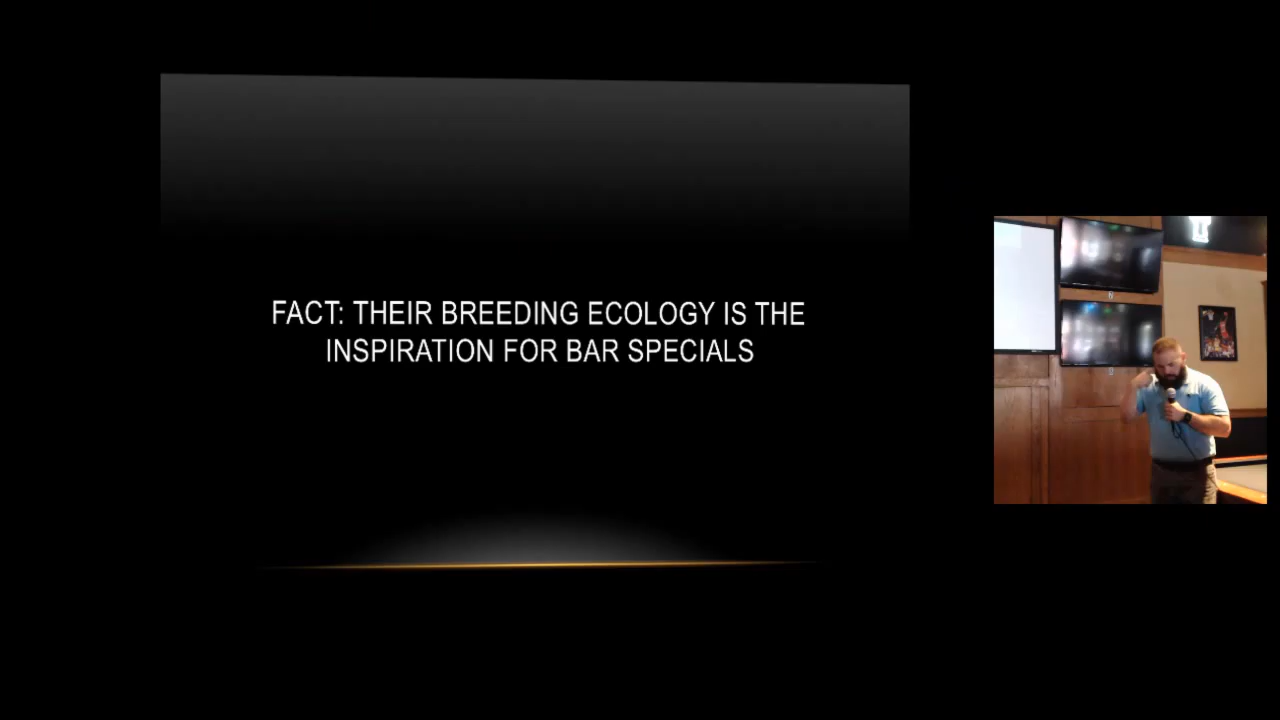 FACT: THEIR BREEDING ECOLOGY IS THE
INSPIRATION FOR BAR SPECIALS